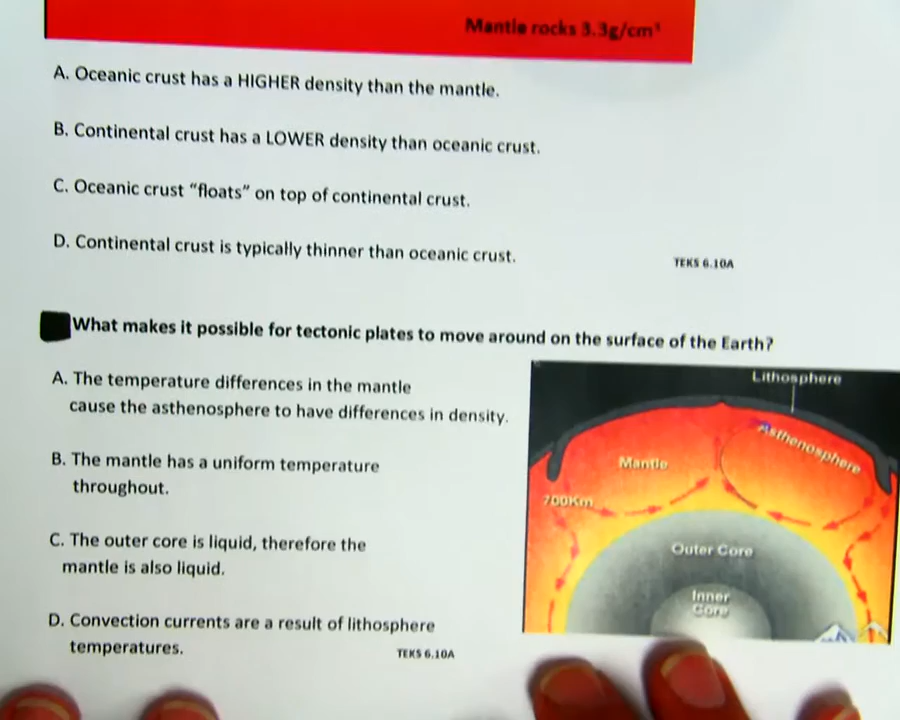 Mantle rocks 3.3g/cm³
A. Oceanic crust has a HIGHER density than the mantle.
B. Continental crust has a LOWER density than oceanic crust.
C. Oceanic crust “floats” on top of continental crust.
D. Continental crust is typically thinner than oceanic crust.
TEKS 6.10A
What makes it possible for tectonic plates to move around on the surface of the Earth?
A. The temperature differences in the mantle
cause the asthenosphere to have differences in density.
B. The mantle has a uniform temperature
throughout.
C. The outer core is liquid, therefore the
mantle is also liquid.
D. Convection currents are a result of lithosphere
temperatures.
TEKS 6.10A
Lithosphere
Asthenosphere
Mantle
700Km
Outer Core
Inner
Core